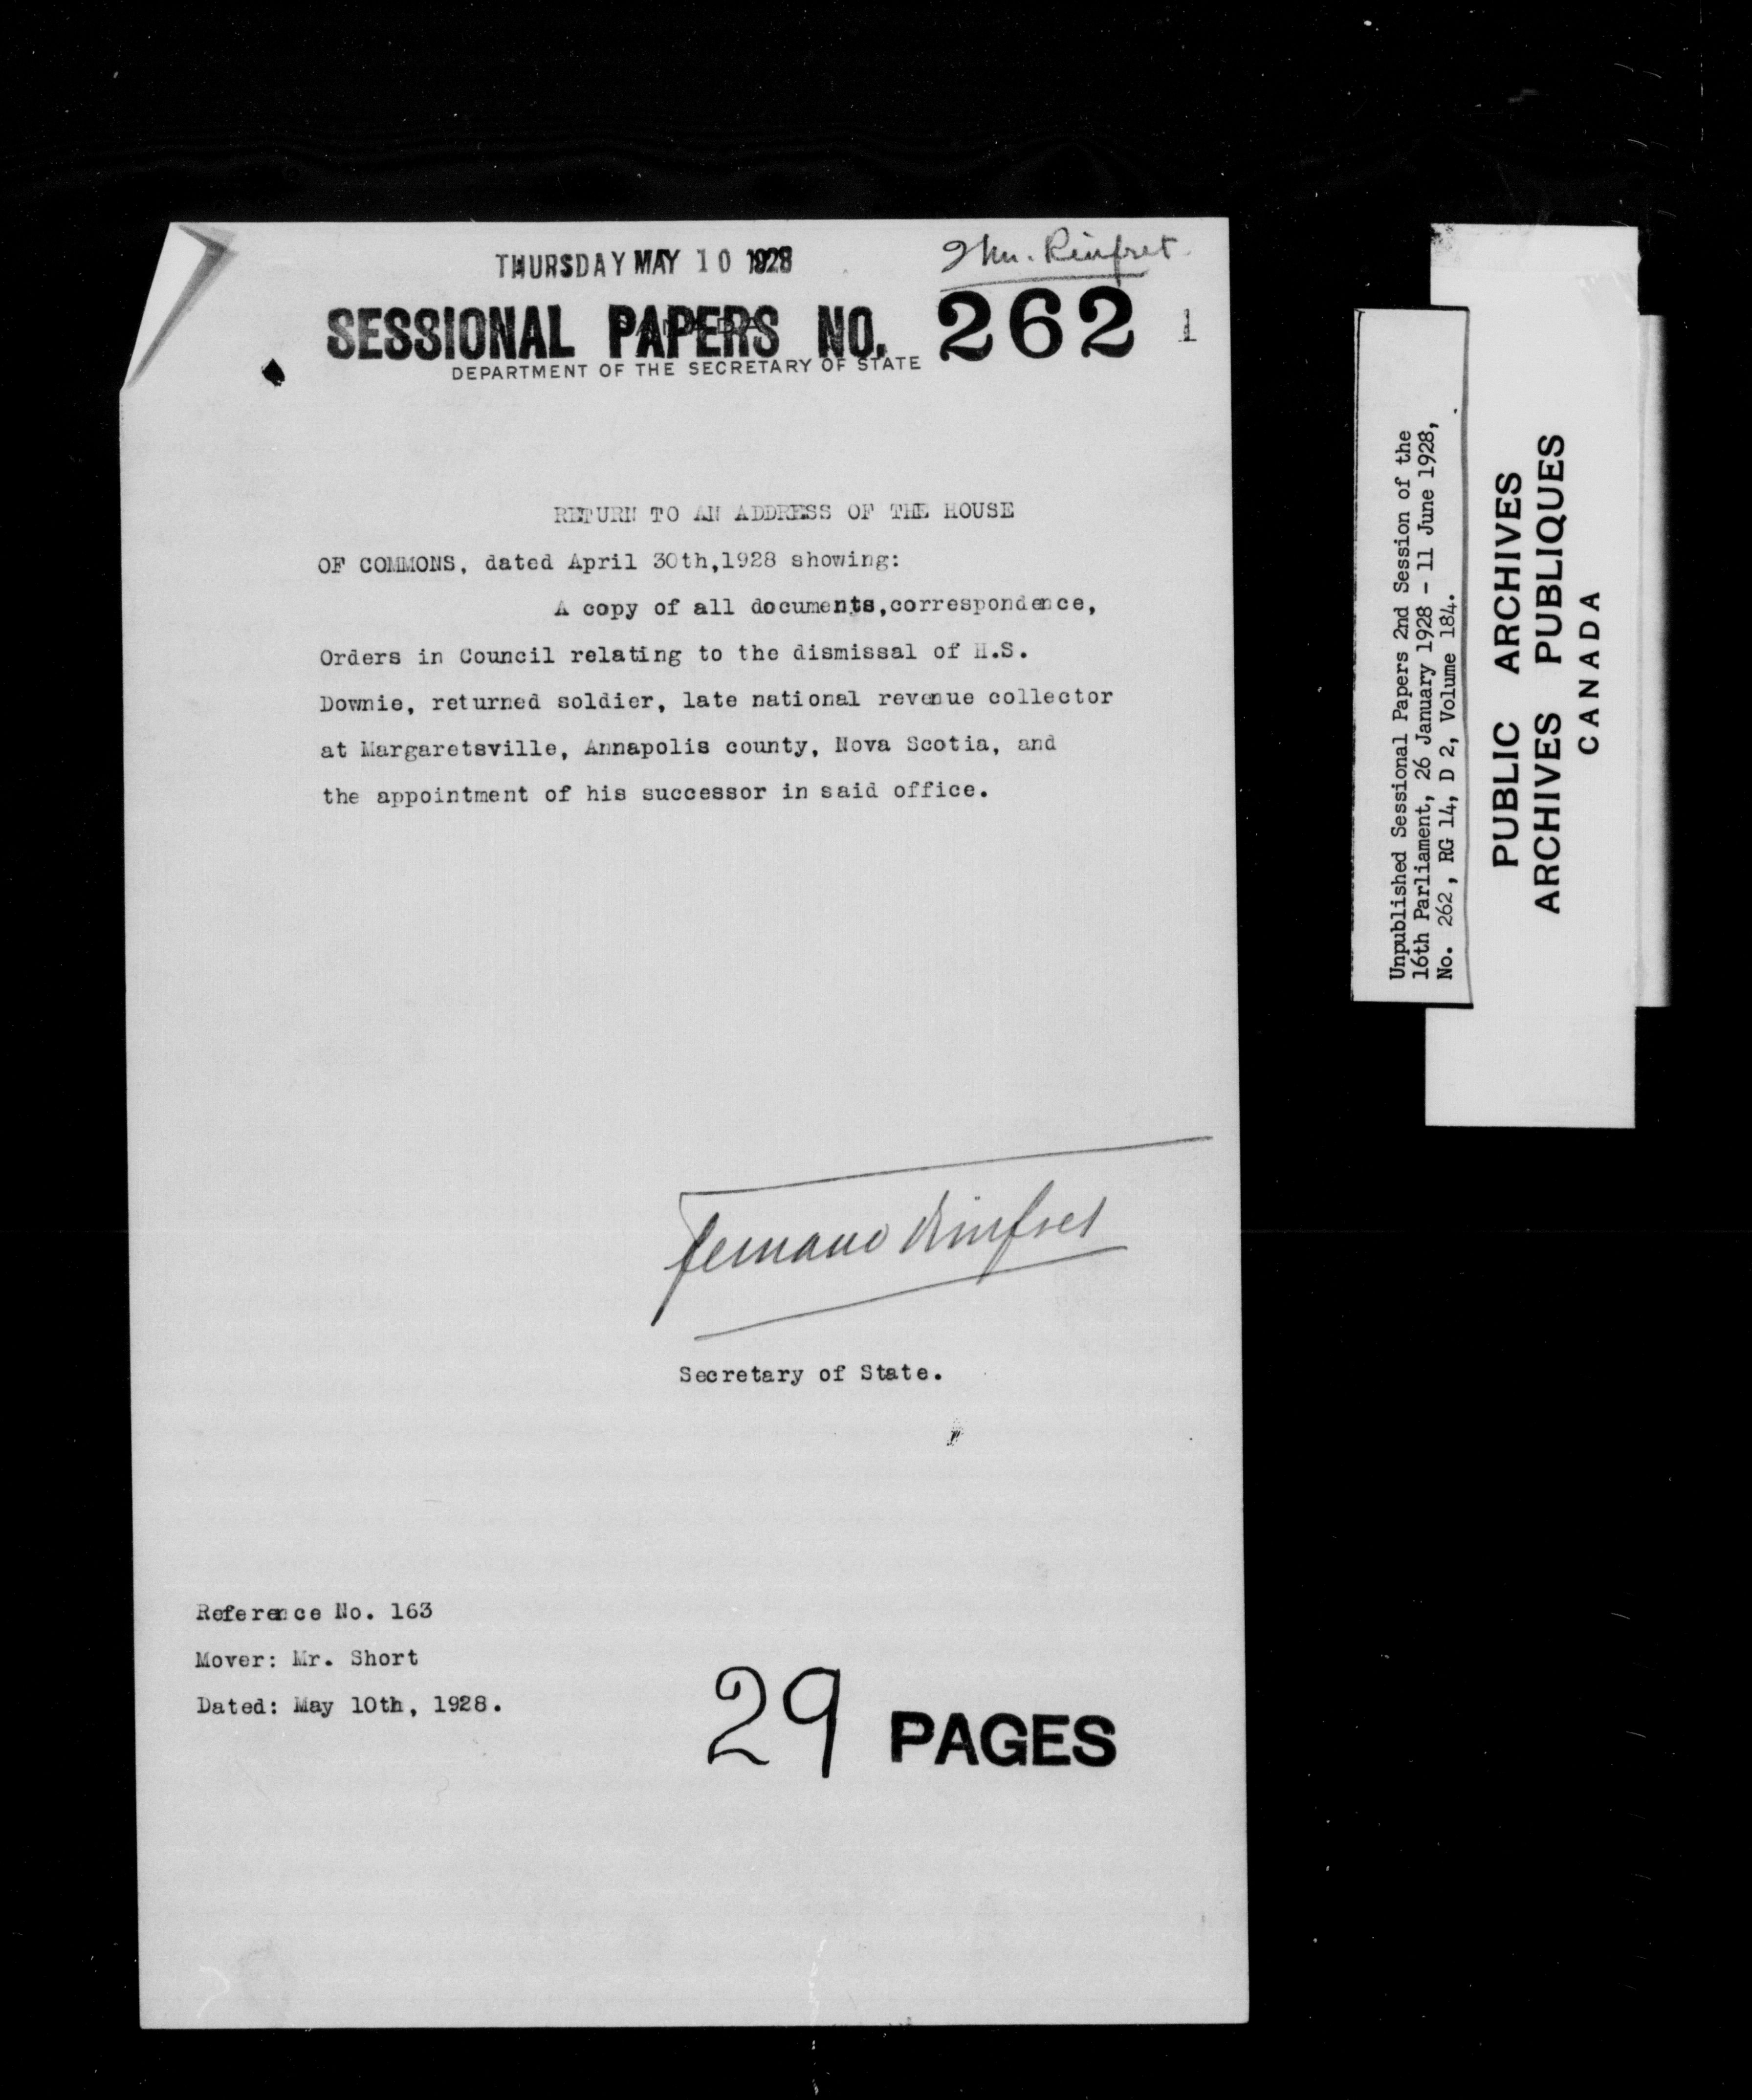 THURSDAY MAY 10 1928
Mr. Rinfret
SESSIONAL PAPERS NO. 262
1
DEPARTMENT OF THE SECRETARY OF STATE
RETURN TO AN ADDRESS OF THE HOUSE
OF COMMONS, dated April 30th,1928 showing:
A copy of all documents,correspondence,
Orders in Council relating to the dismissal of H.S.
Downie, returned soldier, late national revenue collector
at Margaretsville, Annapolis county, Nova Scotia, and
the appointment of his successor in said office.
Fernand Rinfret
Secretary of State.
Reference No. 163
Mover: Mr. Short
Dated: May 10th, 1928.
29 PAGES
Unpublished Sessional Papers 2nd Session of the
16th Parliament, 26 January 1928 - 11 June 1928,
No. 262, RG 14, D 2, Volume 184.
PUBLIC ARCHIVES
ARCHIVES PUBLIQUES
CANADA